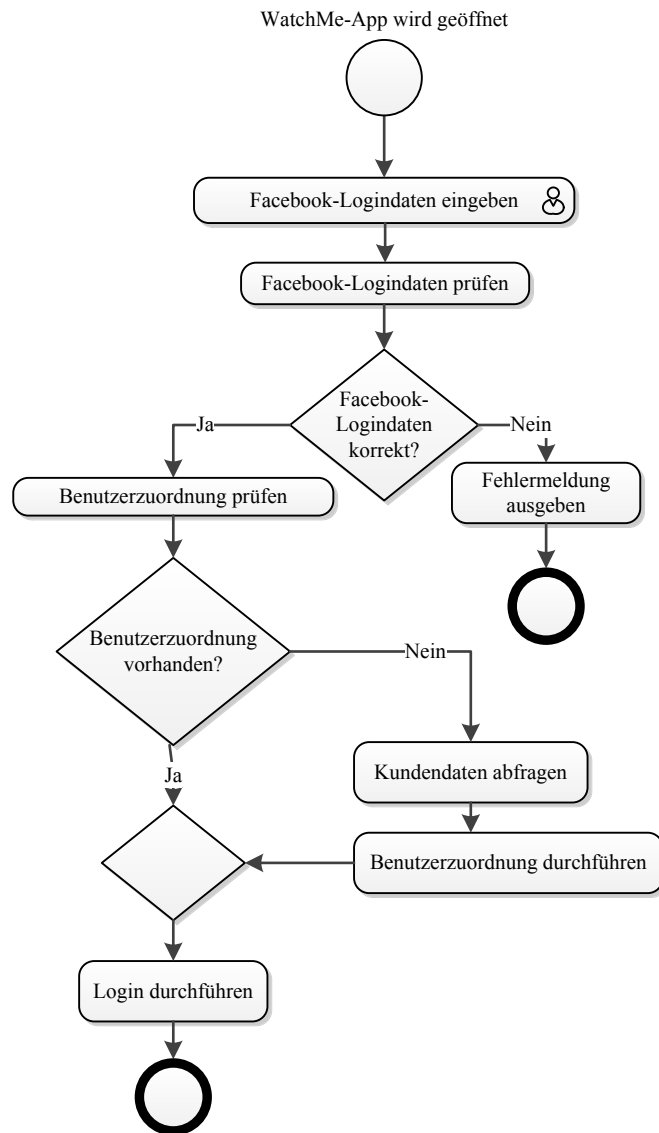 WatchMe-App wird geöffnet
Facebook-Logindaten eingeben
Facebook-Logindaten prüfen
Facebook-
Logindaten
korrekt?
Ja
Nein
Benutzerzuordnung prüfen
Fehlermeldung
ausgeben
Benutzerzuordnung
vorhanden?
Nein
Ja
Kundendaten abfragen
Benutzerzuordnung durchführen
Login durchführen